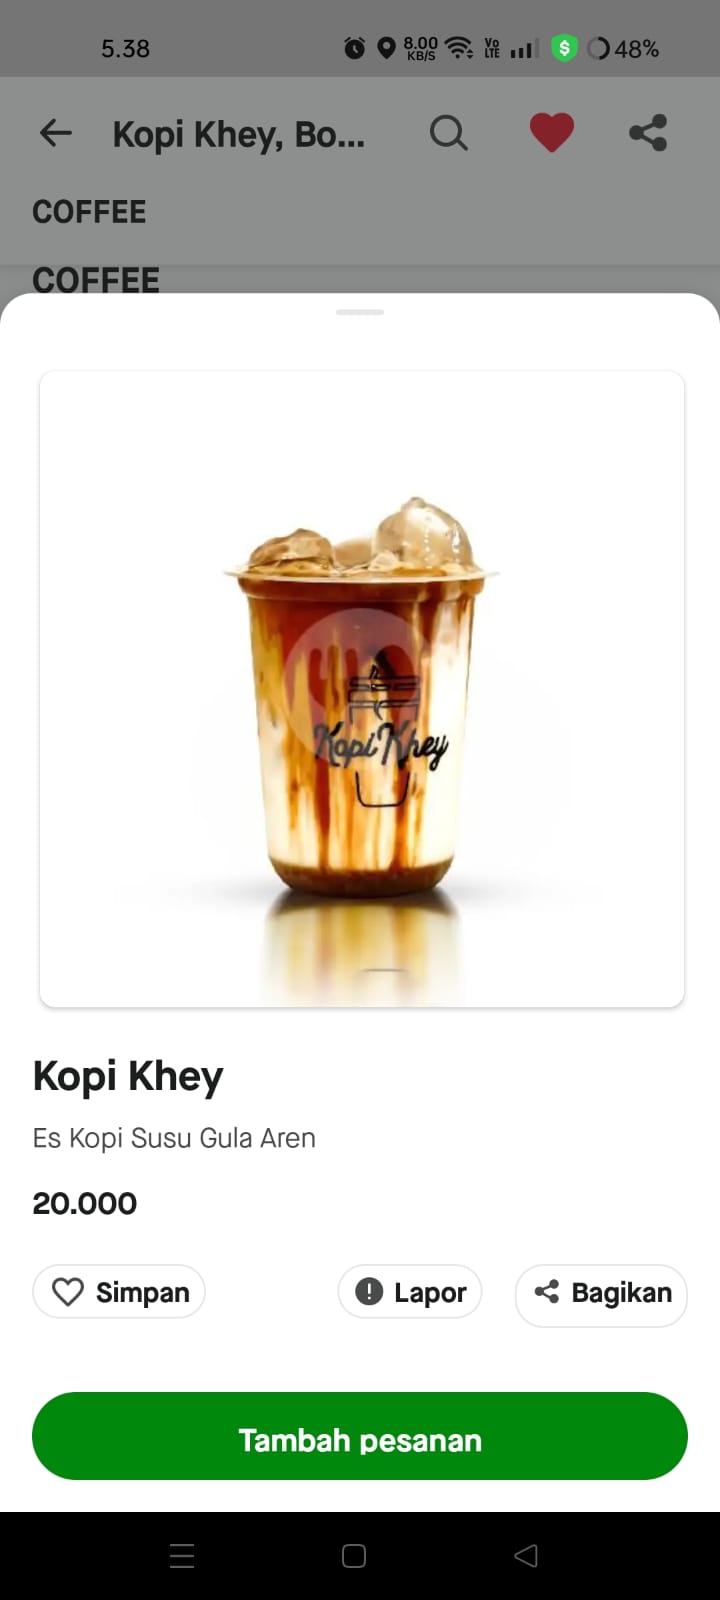 5.38
8.00 KB/S
Vo LTE
48%
Kopi Khey, Bo...
COFFEE
COFFEE
Kopi Khey
Kopi Khey
Es Kopi Susu Gula Aren
20.000
Simpan
Lapor
Bagikan
Tambah pesanan